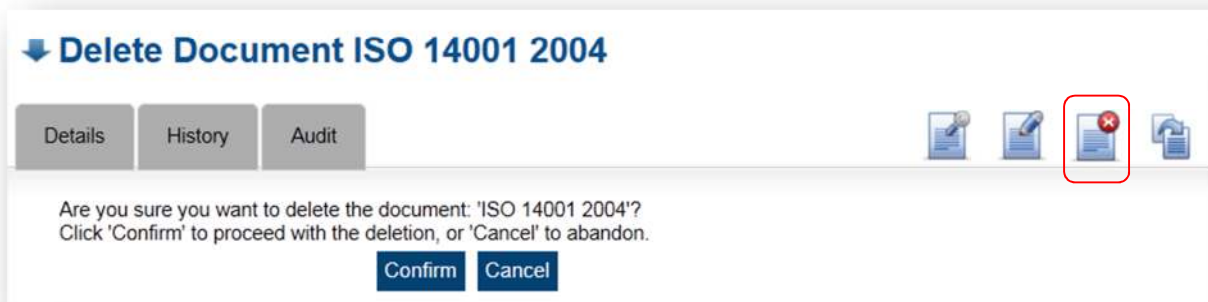 Delete Document ISO 14001 2004
Details History Audit
Are you sure you want to delete the document: 'ISO 14001 2004'?
Click 'Confirm' to proceed with the deletion, or 'Cancel' to abandon.
Confirm Cancel